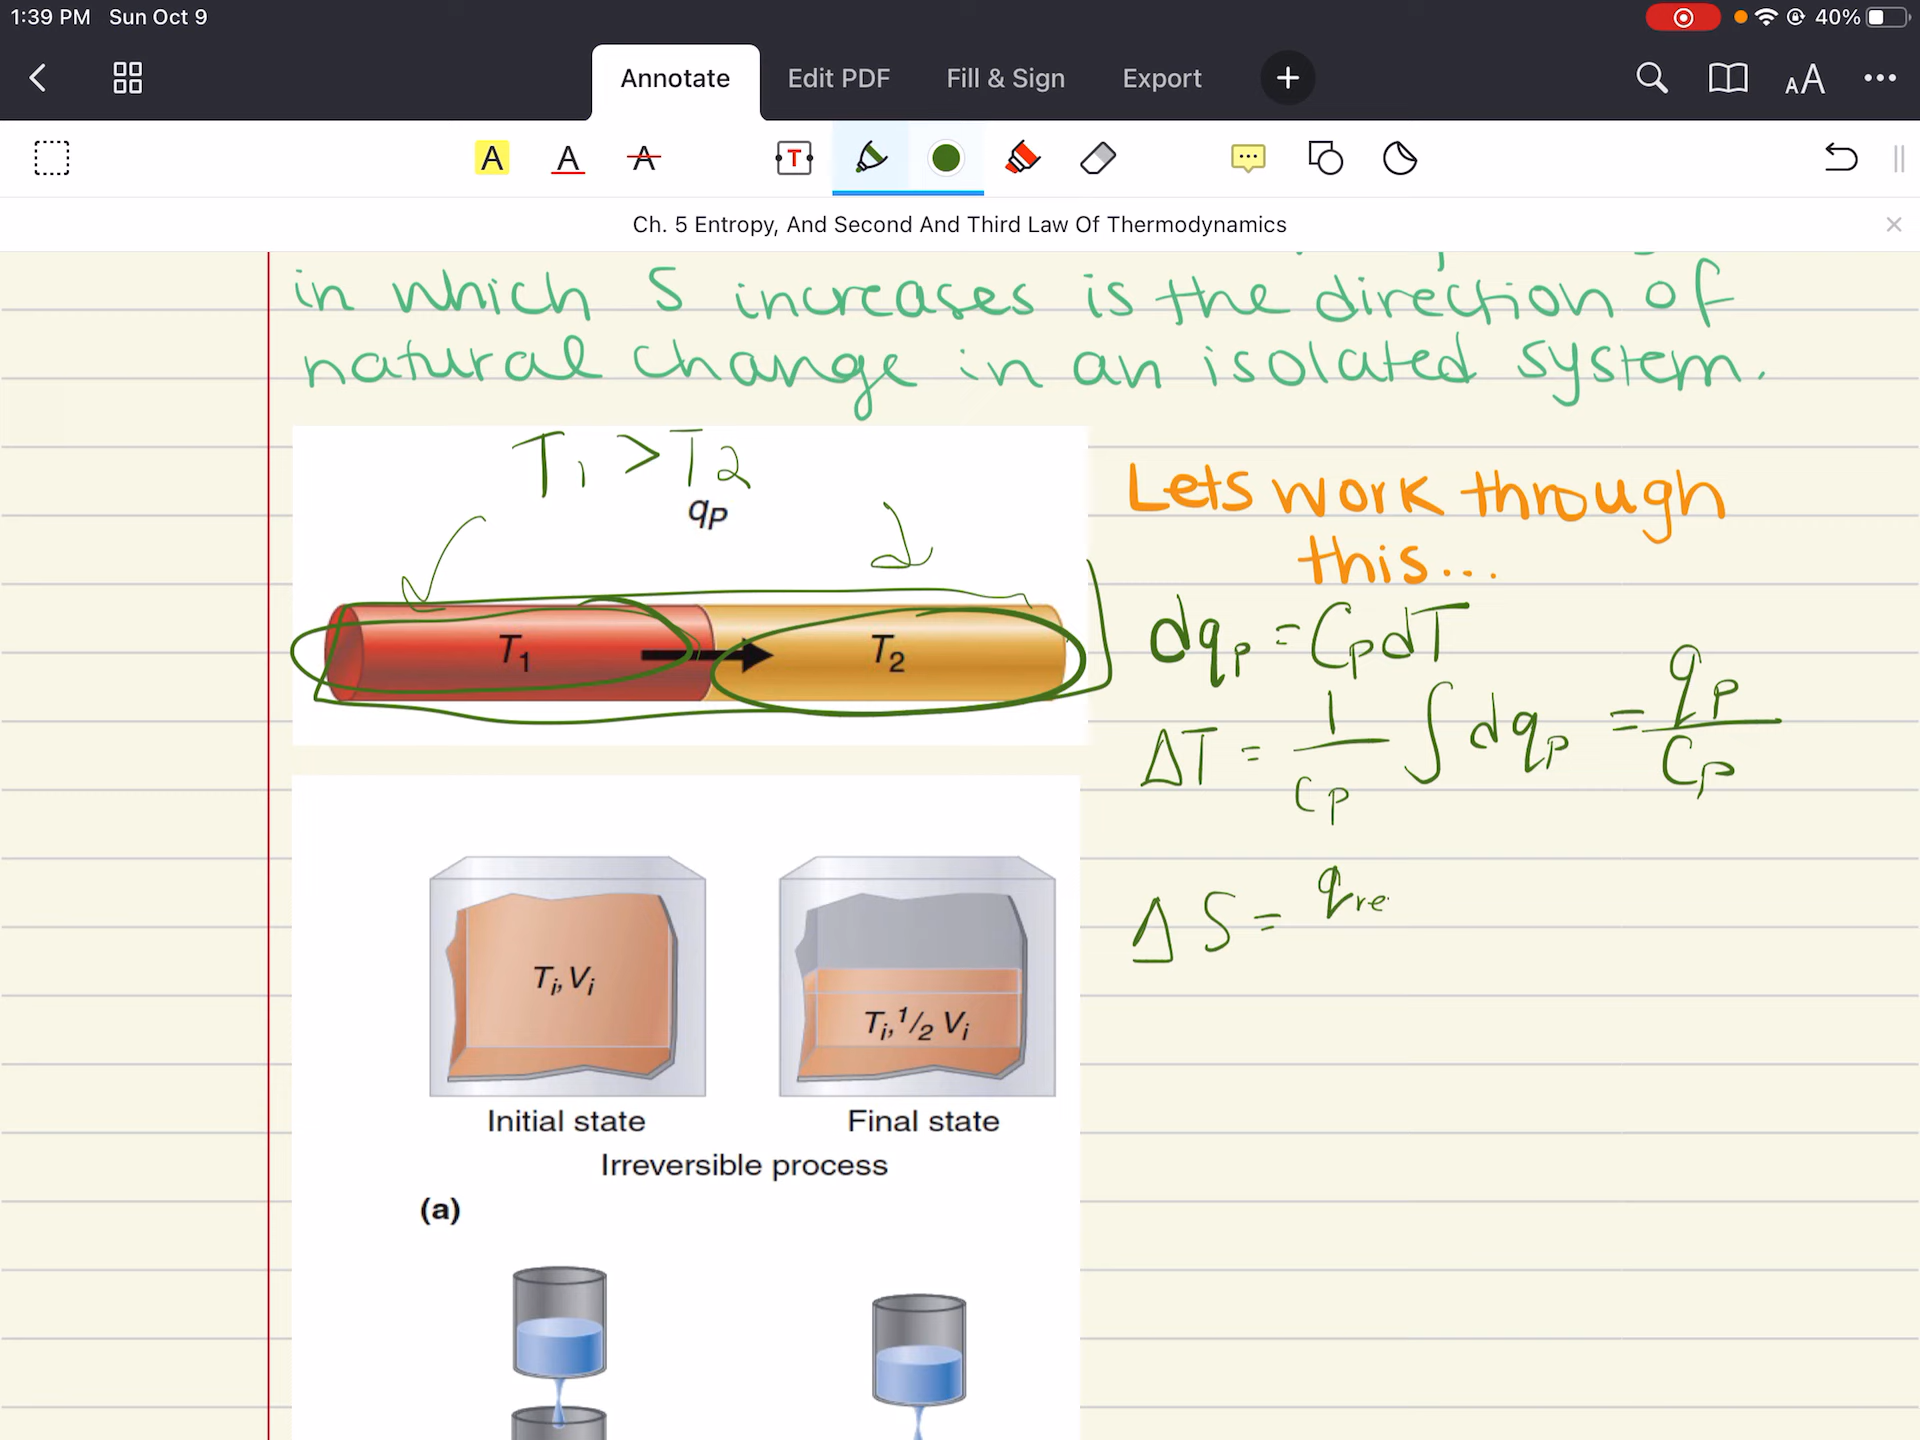 1:39 PM Sun Oct 9
40%
Annotate
Edit PDF
Fill & Sign
Export
AA
A A A T
Ch. 5 Entropy, And Second And Third Law Of Thermodynamics
in which S increases is the direction of
natural change in an isolated system.
T₁ > T₂
qP
T₁
T₂
Lets work through
this...
dqp = CpdT
ΔT = 1/Cp ∫ dqp = qp/Cp
ΔS = qre
Ti, Vi
Ti, 1/2 Vi
Initial state
Final state
Irreversible process
(a)